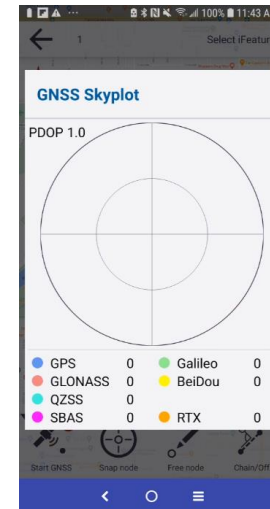 100% 11:43 A
1 Select iFeatur
GNSS Skyplot
PDOP 1.0
GPS 0 Galileo 0
GLONASS 0 BeiDou 0
QZSS 0
SBAS 0 RTX 0
Start GNSS Snap node Free node Chain/Off